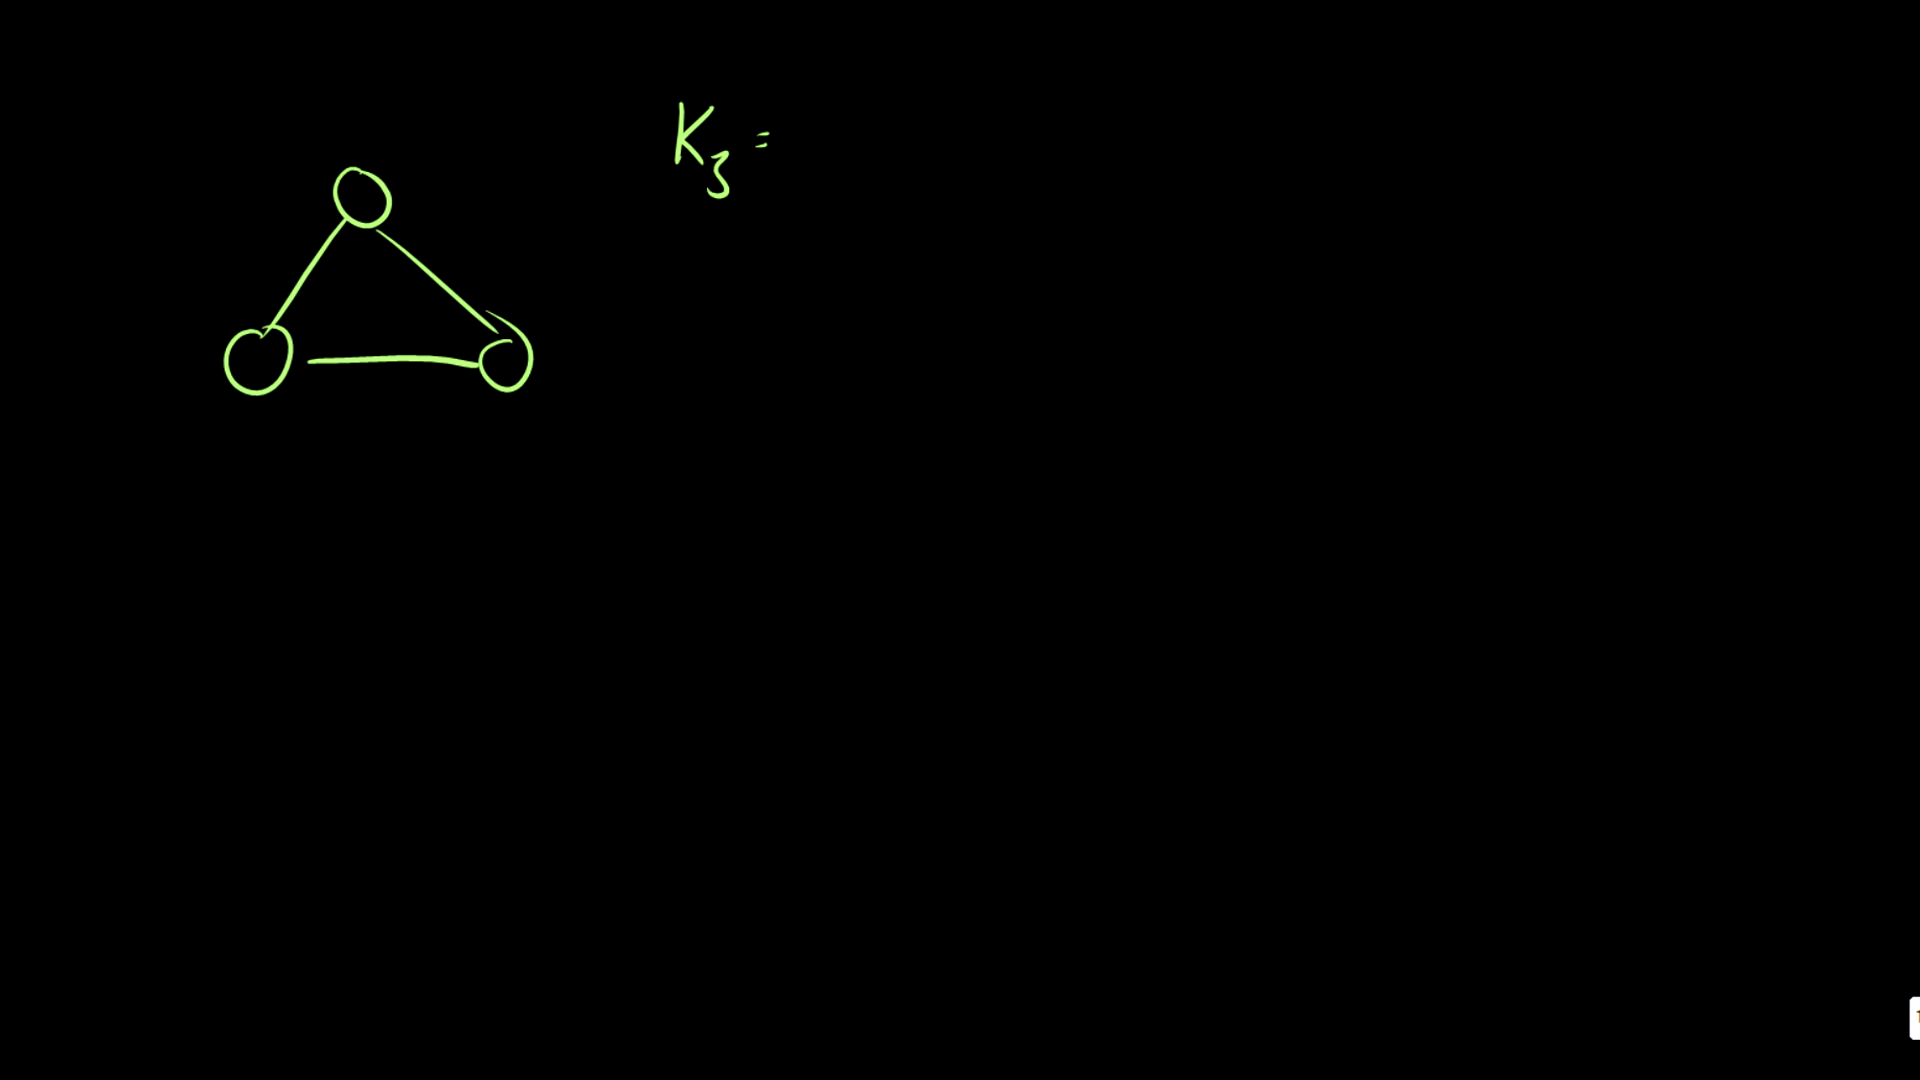 K₃ =